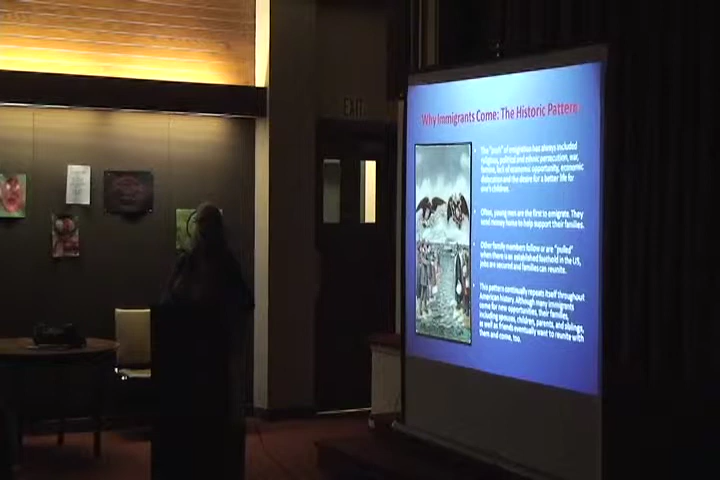 EXIT
Why Immigrants Come: The Historic Pattern
The "push" of emigration has always included
religious, political and ethnic persecution, war,
famine, lack of economic opportunity, economic
dislocation and the desire for a better life for
one's children.
Often, young men are the first to emigrate. They
send money home to help support their families.
Other family members follow or are "pulled"
when there is an established foothold in the US,
jobs are secured and families can reunite.
This pattern continually repeats itself throughout
American history. Although many immigrants
come for new opportunities, their families,
including spouses, children, parents, and siblings,
as well as friends eventually want to reunite with
them and come, too.